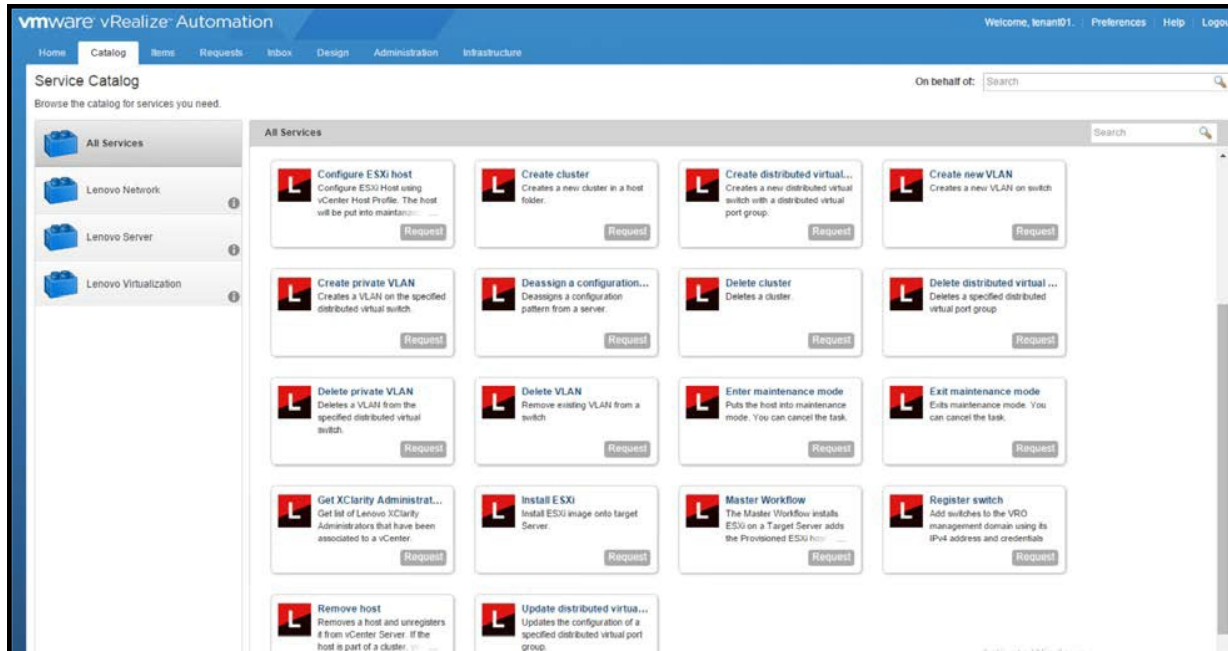 vmware vRealize Automation
Welcome, tenant01. Preferences Help Logou
Home Catalog Items Requests Inbox Design Administration Infrastructure
Service Catalog
On behalf of: Search
Browse the catalog for services you need.
All Services
Lenovo Network
Lenovo Server
Lenovo Virtualization
All Services
Search
L
Configure ESXi host
Configure ESXi Host using
vCenter Host Profile. The host
will be put into
Request
L
Create cluster
Creates a new cluster in a host
folder.
Request
L
Create distributed virtual...
Creates a new distributed virtual
switch with a distributed virtual
port group.
Request
L
Create new VLAN
Creates a new VLAN on switch
Request
L
Create private VLAN
Creates a VLAN on the specified
distributed virtual switch.
Request
L
Deassign a configuration...
Deassigns a configuration
pattern from a server.
Request
L
Delete cluster
Deletes a cluster.
Request
L
Delete distributed virtual ...
Deletes a specified distributed
virtual port group
Request
L
Delete private VLAN
Deletes a VLAN from the
specified distributed virtual
switch.
Request
L
Delete VLAN
Remove existing VLAN from a
switch
Request
L
Enter maintenance mode
Puts the host into maintenance
mode. You can cancel the task.
Request
L
Exit maintenance mode
Exits maintenance mode. You
can cancel the task.
Request
L
Get XClarity Administrat...
Get list of Lenovo XClarity
Administrators that have been
associated to a vCenter.
Request
L
Install ESXi
Install ESXi image onto target
Server.
Request
L
Master Workflow
The Master Workflow installs
ESXi on a Target Server adds
the Provisioned ESXi
Request
L
Register switch
Add switches to the VRO
management domain using its
IPv4 address and credentials
Request
L
Remove host
Removes a host and unregisters
it from vCenter Server. If the
host is part of a cluster,
L
Update distributed virtua...
Updates the configuration of a
specified distributed virtual port
group.